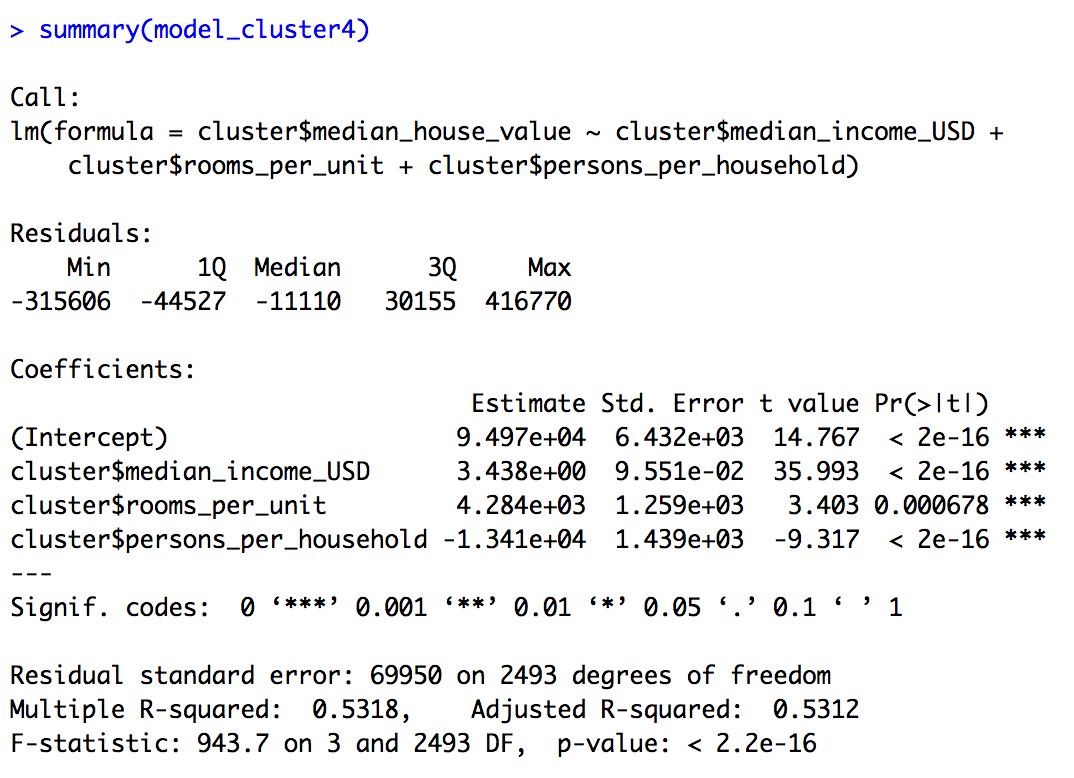 > summary(model_cluster4)
Call:
lm(formula = cluster$median_house_value ~ cluster$median_income_USD +
    cluster$rooms_per_unit + cluster$persons_per_household)
Residuals:
    Min      1Q  Median      3Q     Max
-315606  -44527  -11110   30155  416770
Coefficients:
                                Estimate Std. Error t value Pr(>|t|)
(Intercept)                    9.497e+04  6.432e+03  14.767  < 2e-16 ***
cluster$median_income_USD      3.438e+00  9.551e-02  35.993  < 2e-16 ***
cluster$rooms_per_unit         4.284e+03  1.259e+03   3.403 0.000678 ***
cluster$persons_per_household -1.341e+04  1.439e+03  -9.317  < 2e-16 ***
---
Signif. codes:  0 ‘***’ 0.001 ‘**’ 0.01 ‘*’ 0.05 ‘.’ 0.1 ‘ ’ 1
Residual standard error: 69950 on 2493 degrees of freedom
Multiple R-squared:  0.5318,    Adjusted R-squared:  0.5312
F-statistic: 943.7 on 3 and 2493 DF,  p-value: < 2.2e-16